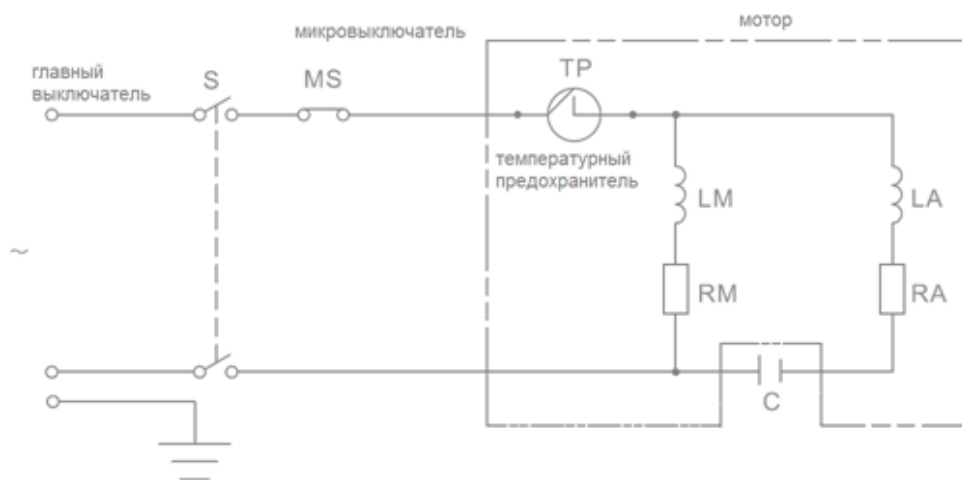 мотор
микровыключатель
главный
выключатель
S
MS
TP
температурный
предохранитель
LM
LA
~
RM
RA
C